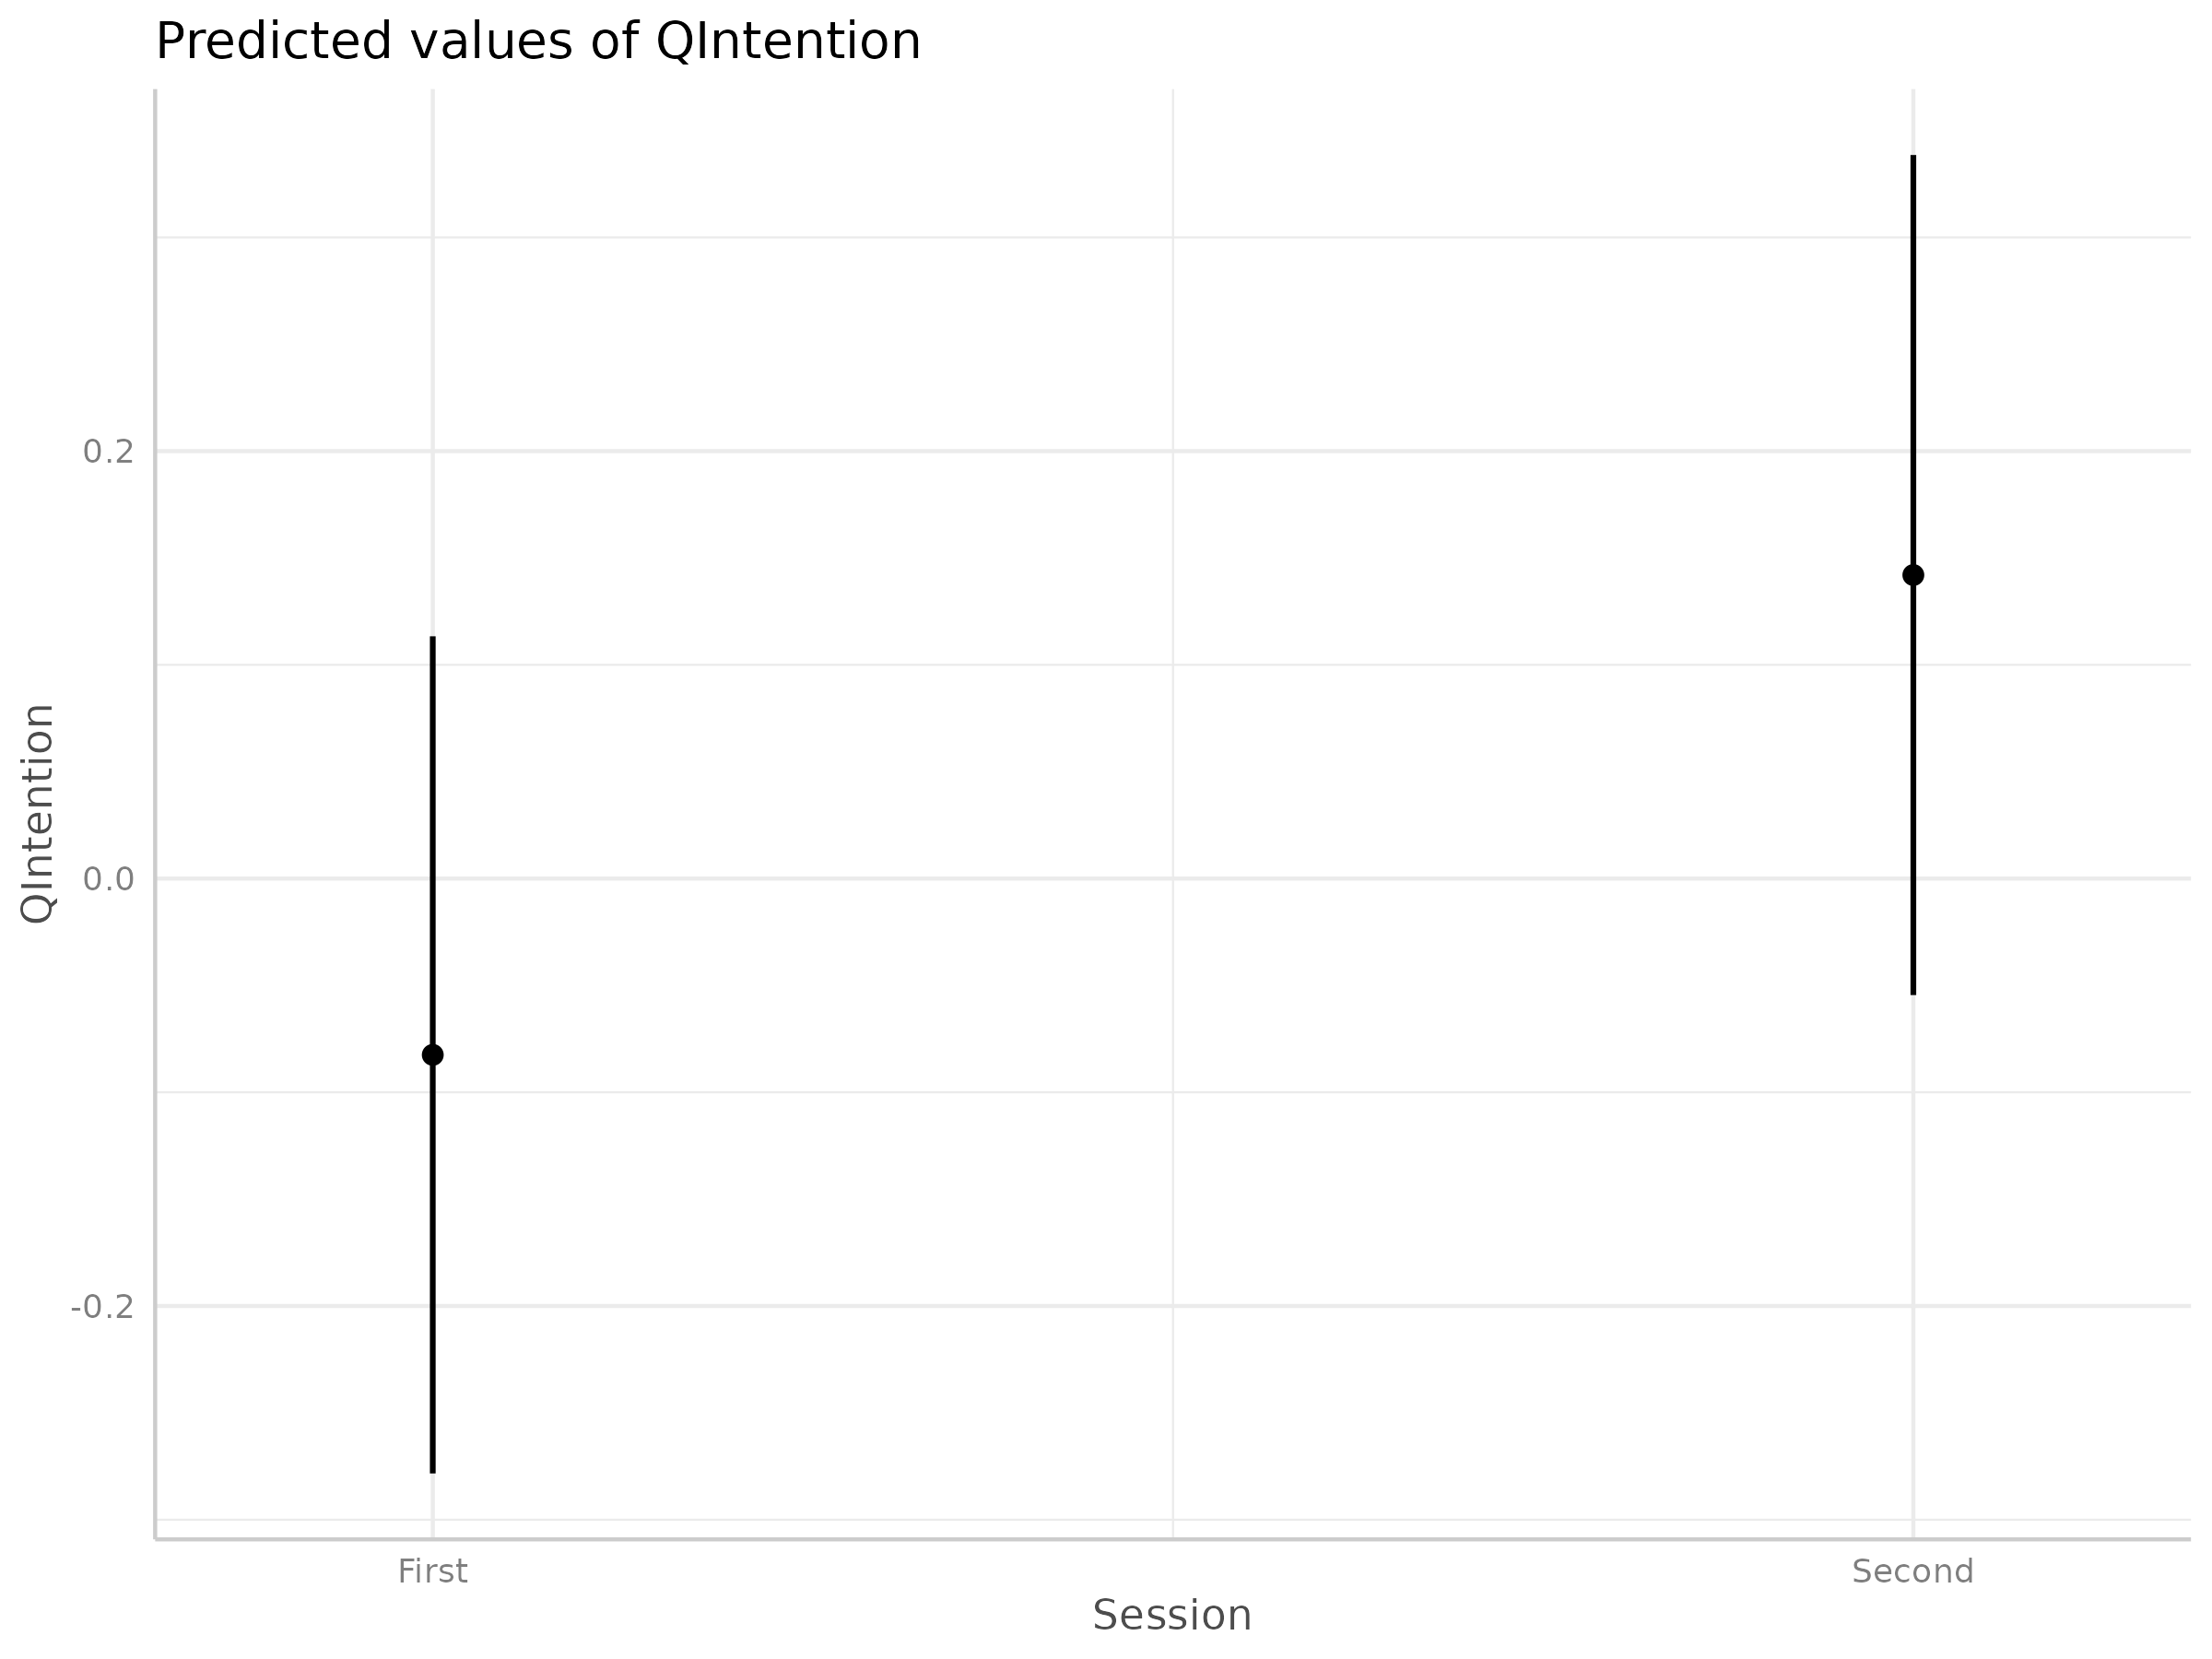 Predicted values of QIntention
QIntention
0.2
0.0
-0.2
First
Second
Session